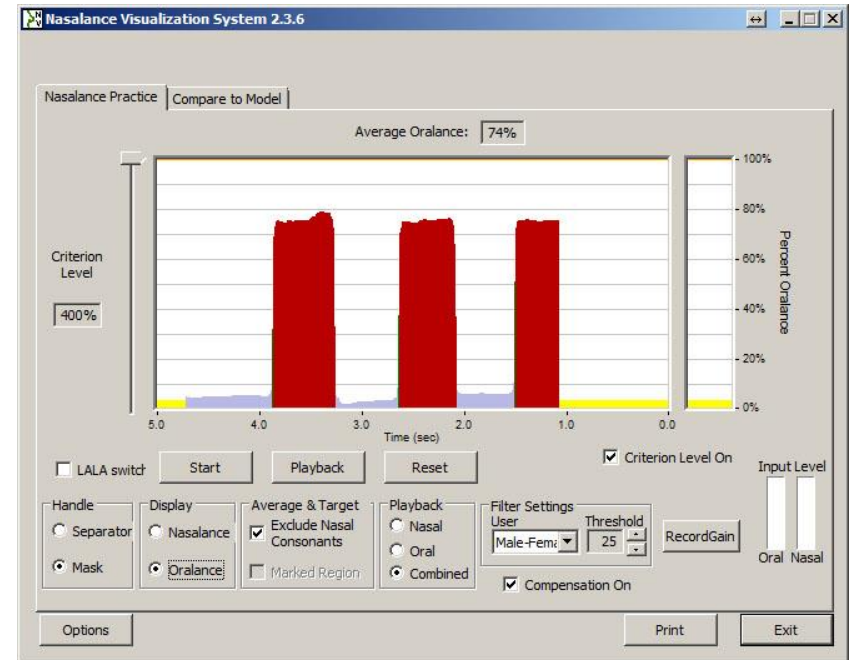 Nasalance Visualization System 2.3.6
Nasalance Practice
Compare to Model
Average Oralance: 74%
Criterion
Level
400%
100%
80%
60%
40%
20%
0%
Percent Oralance
5.0 4.0 3.0 2.0 1.0 0.0
Time (sec)
LALA switch
Start
Playback
Reset
Criterion Level On
Input Level
Oral Nasal
Handle
Separator
Mask
Display
Nasalance
Oralance
Average & Target
Exclude Nasal
Consonants
Marked Region
Playback
Nasal
Oral
Combined
Filter Settings
User
Male-Fema
Threshold
25
Compensation On
RecordGain
Options
Print
Exit